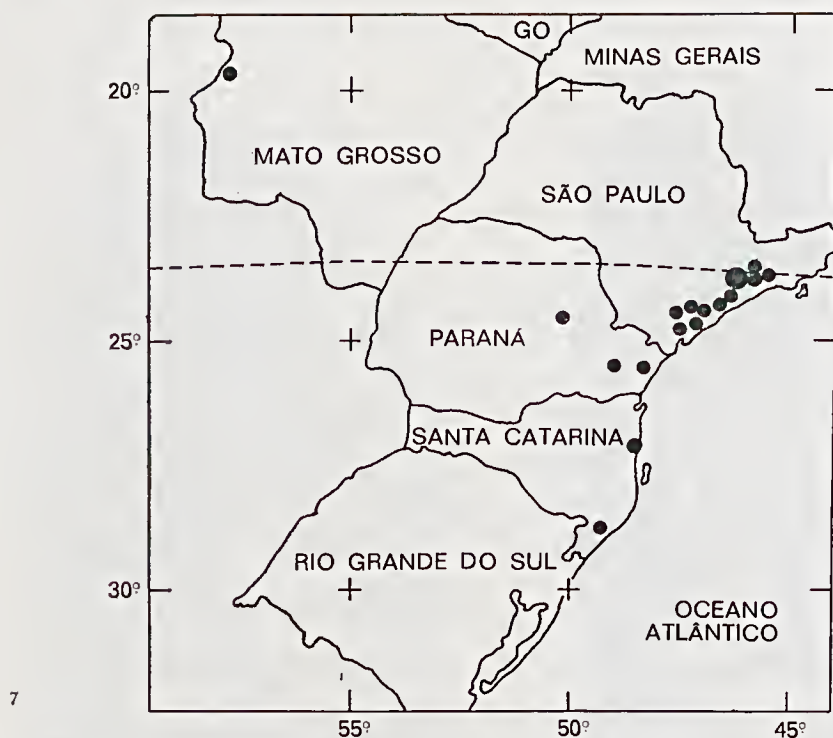 GO
MINAS GERAIS
20º
MATO GROSSO
SÃO PAULO
PARANÁ
25º
SANTA CATARINA
RIO GRANDE DO SUL
30º
OCEANO
ATLÂNTICO
7
55º
50º
45º